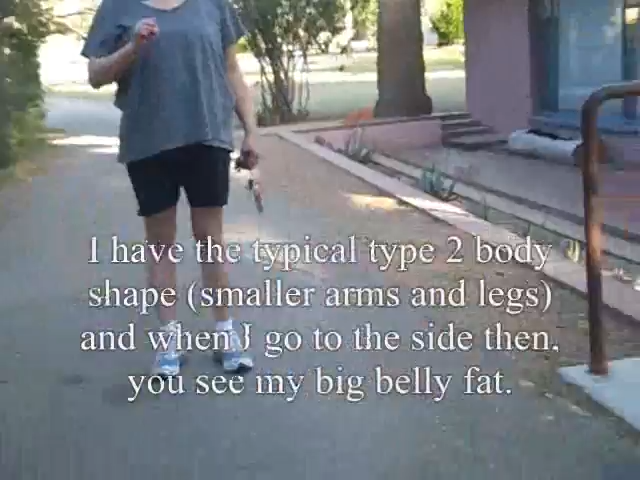 I have the typical type 2 body
shape (smaller arms and legs)
and when I go to the side then,
you see my big belly fat.